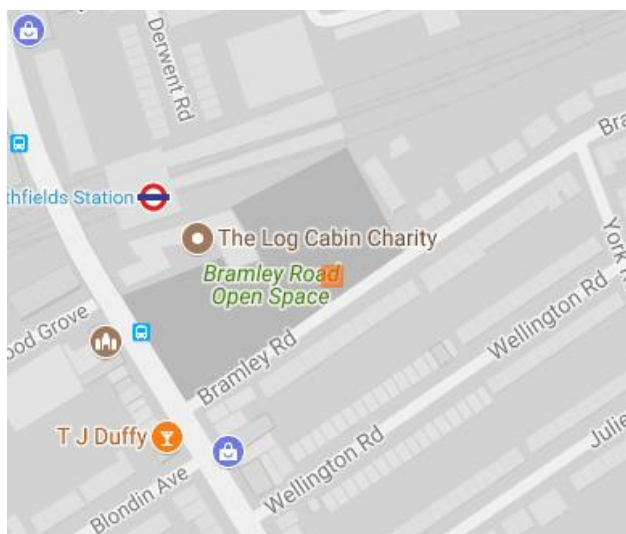 Derwent Rd
Bra
thfields Station
The Log Cabin Charity
Bramley Road
Open Space
York R
ood Grove
Wellington Rd
Bramley Rd
T J Duffy
Julie
Wellington Rd
Blondin Ave